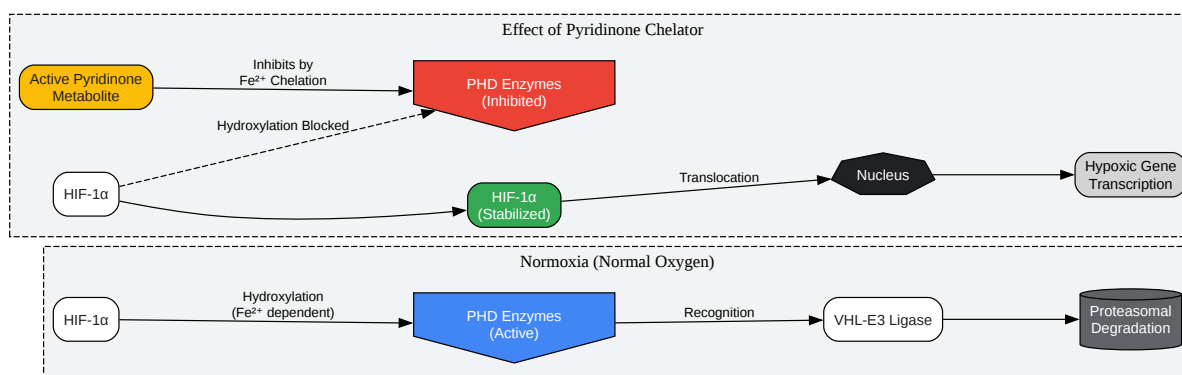 Effect of Pyridinone Chelator
Active Pyridinone
Metabolite
Inhibits by
Fe²⁺ Chelation
PHD Enzymes
(Inhibited)
Hydroxylation Blocked
HIF-1α
HIF-1α
(Stabilized)
Translocation
Nucleus
Hypoxic Gene
Transcription
Normoxia (Normal Oxygen)
HIF-1α
Hydroxylation
(Fe²⁺ dependent)
PHD Enzymes
(Active)
Recognition
VHL-E3 Ligase
Proteasomal
Degradation